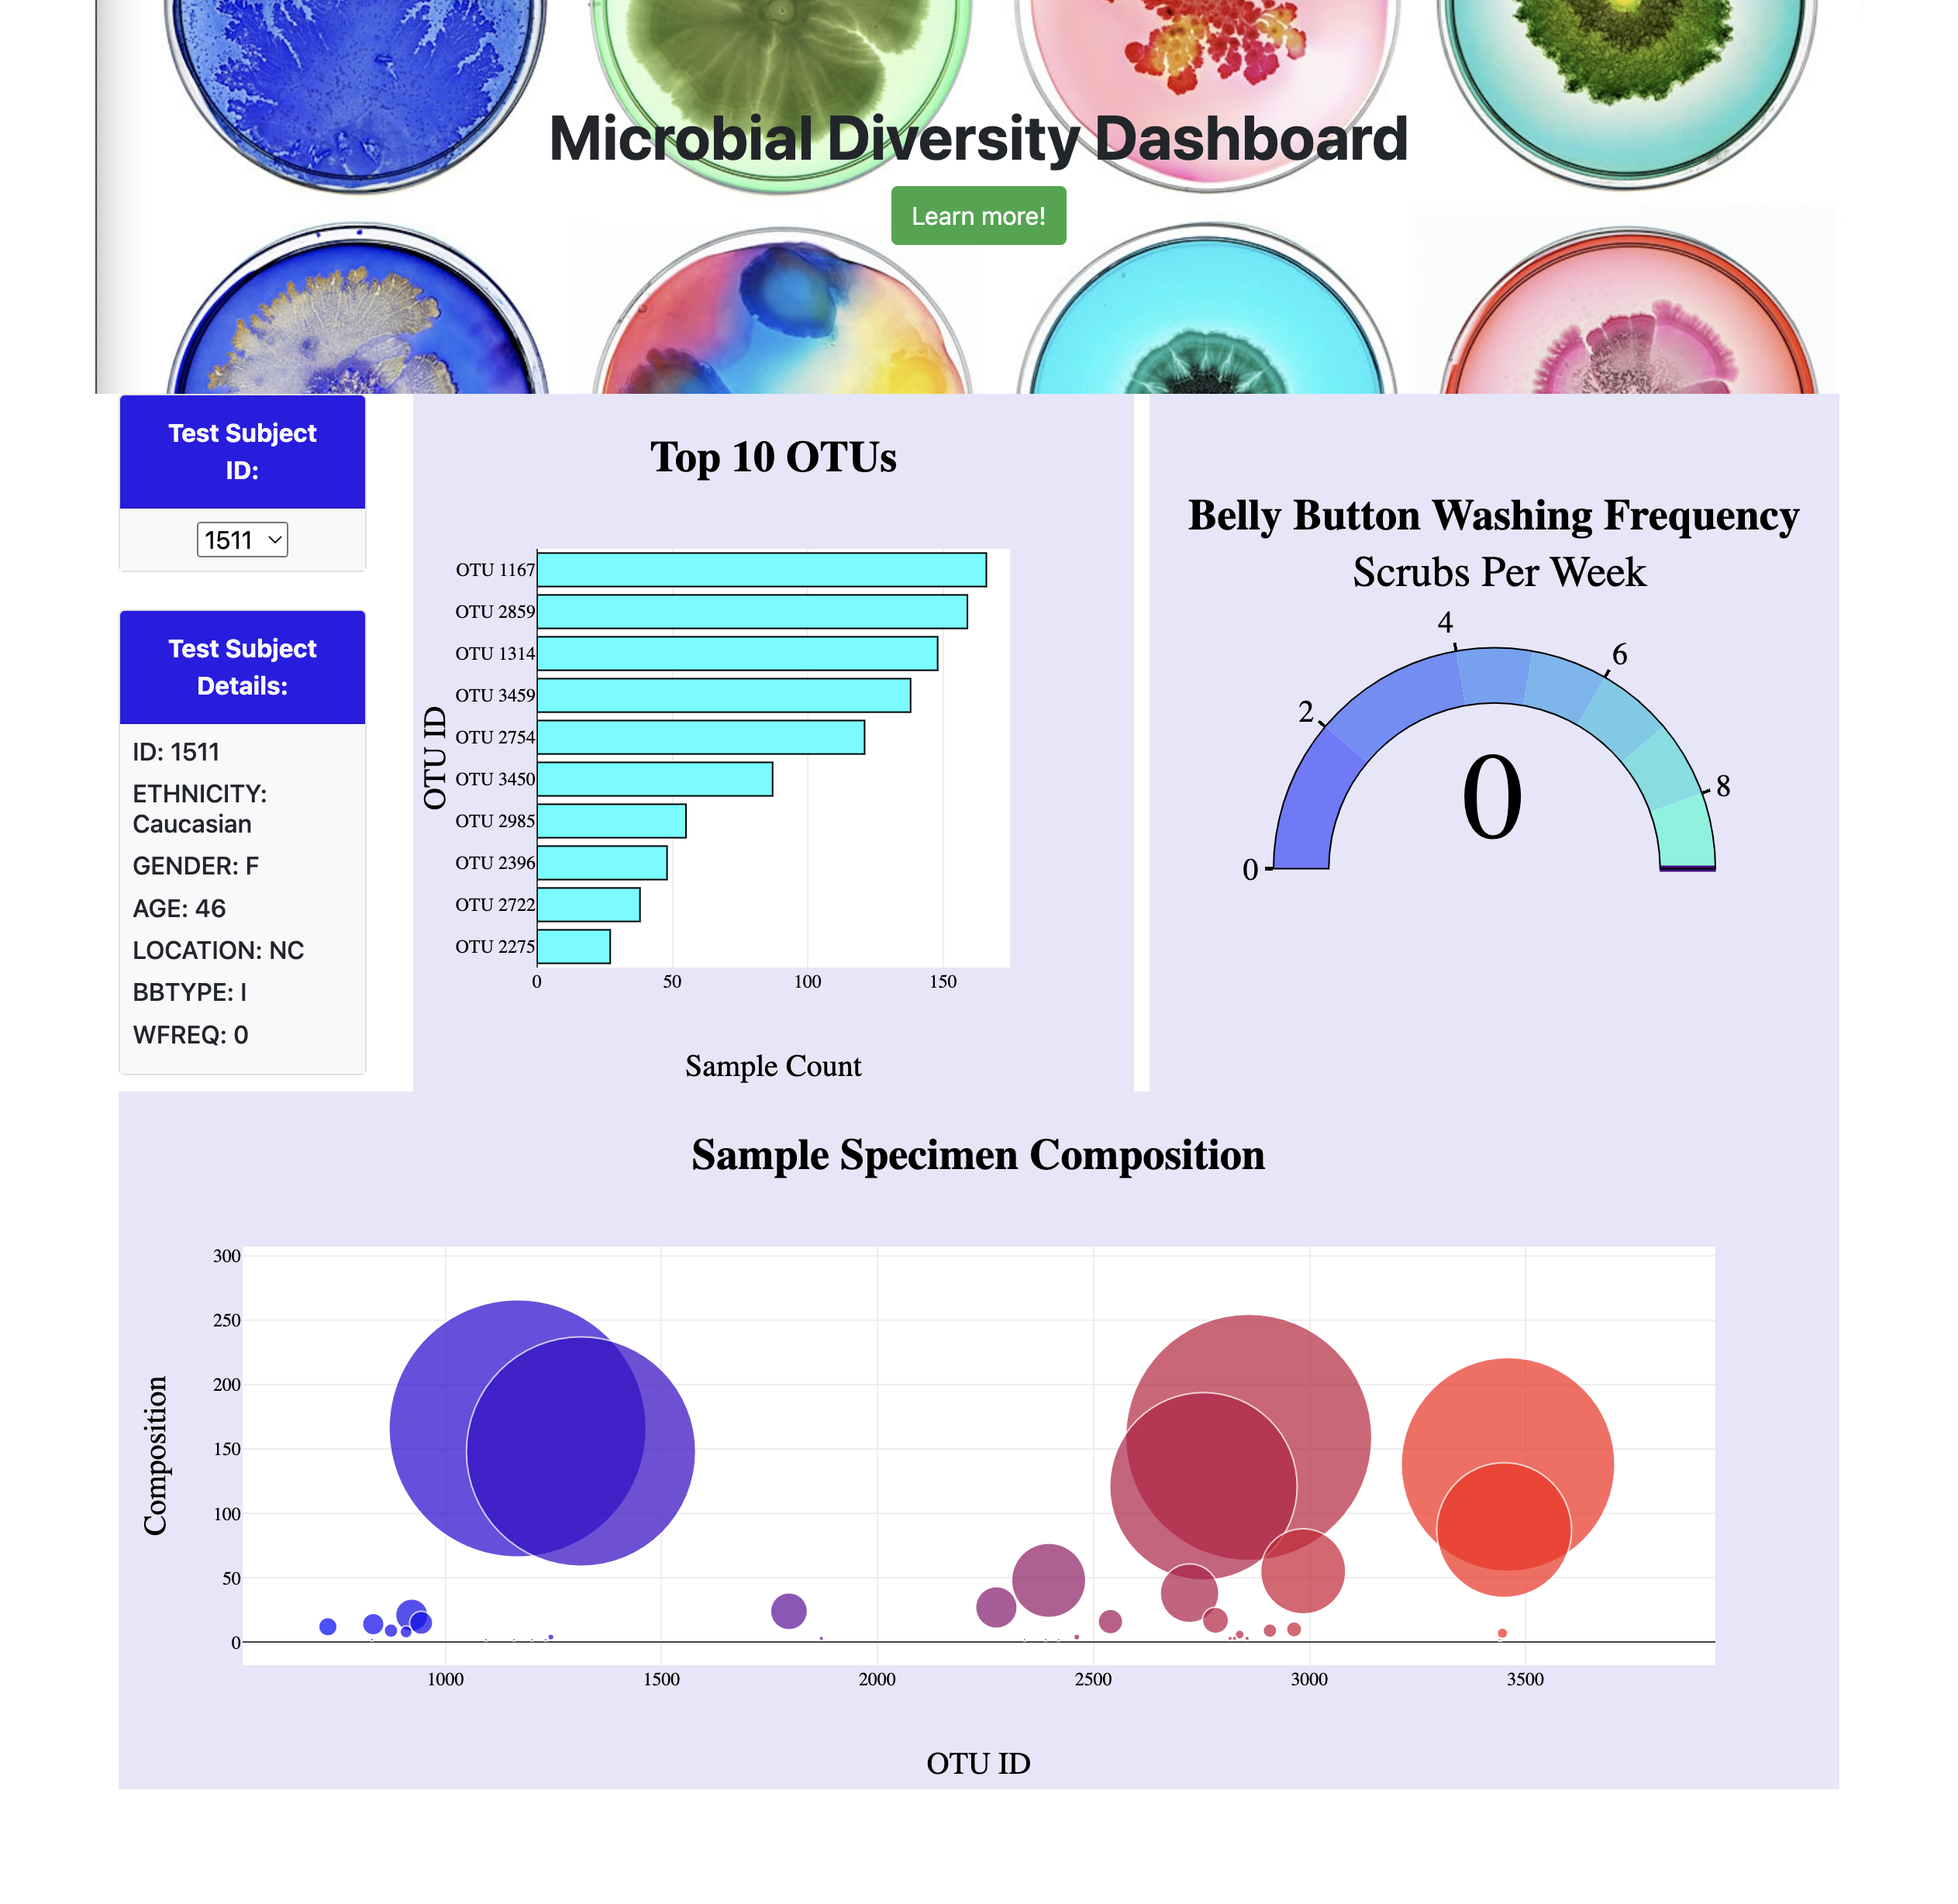 Microbial Diversity Dashboard
Learn more!
Test Subject
ID:
1511
Test Subject
Details:
ID: 1511
ETHNICITY:
Caucasian
GENDER: F
AGE: 46
LOCATION: NC
BBTYPE: I
WFREQ: 0
Top 10 OTUs
OTU ID
OTU 1167
OTU 2859
OTU 1314
OTU 3459
OTU 2754
OTU 3450
OTU 2985
OTU 2396
OTU 2722
OTU 2275
0 50 100 150
Sample Count
Belly Button Washing Frequency
Scrubs Per Week
0 2 4 6 8
0
Sample Specimen Composition
Composition
300
250
200
150
100
50
0
1000 1500 2000 2500 3000 3500
OTU ID